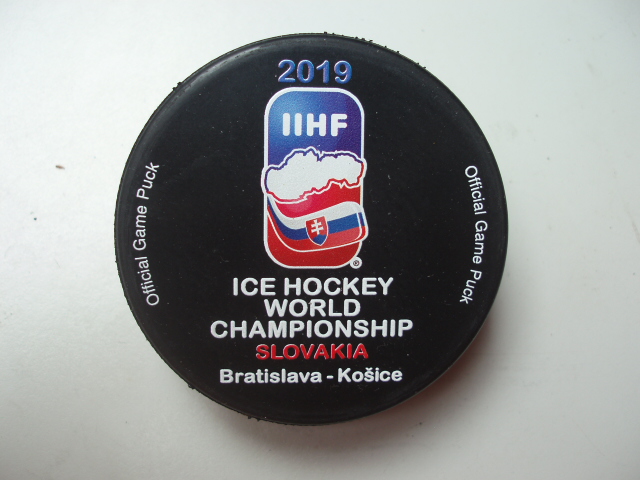 2019
IIHF
®
ICE HOCKEY
WORLD
CHAMPIONSHIP
SLOVAKIA
Bratislava - Košice
Official Game Puck
Official Game Puck